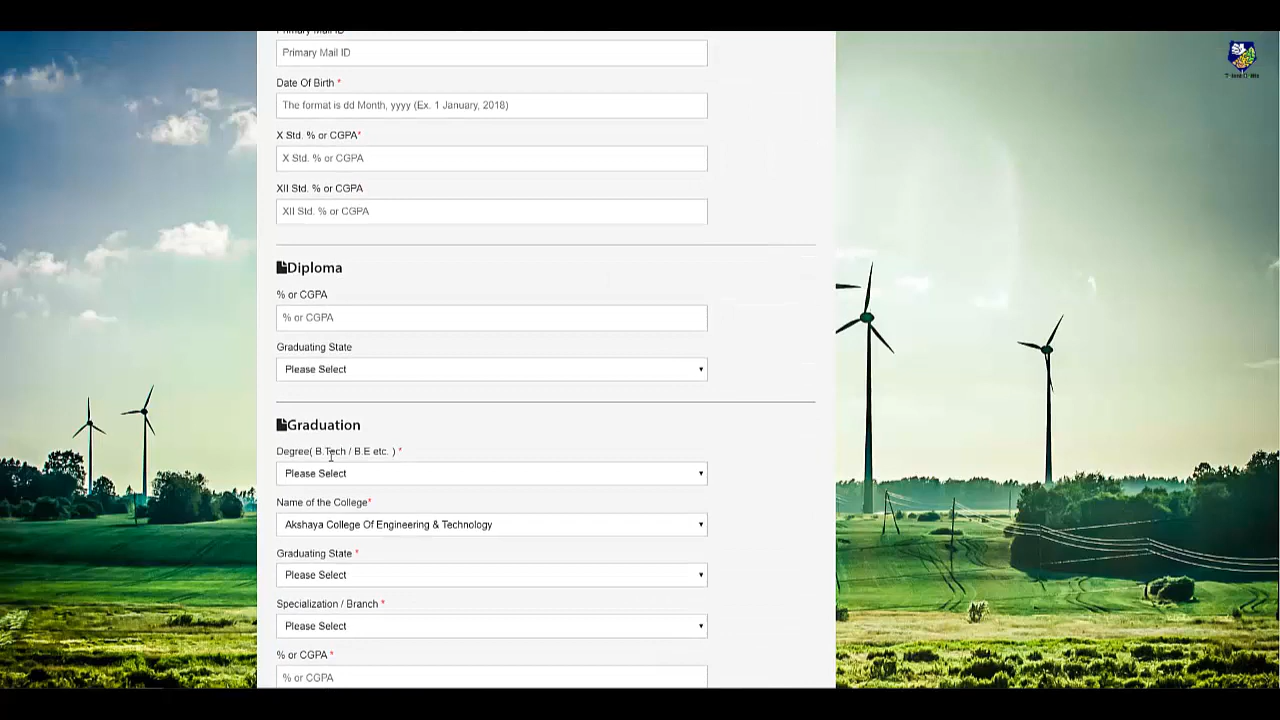 Primary Mail ID
Primary Mail ID
Date Of Birth *
The format is dd Month, yyyy (Ex. 1 January, 2018)
X Std. % or CGPA*
X Std. % or CGPA
XII Std. % or CGPA
XII Std. % or CGPA
Diploma
% or CGPA
% or CGPA
Graduating State
Please Select
Graduation
Degree( B.Tech / B.E etc. ) *
Please Select
Name of the College*
Akshaya College Of Engineering & Technology
Graduating State *
Please Select
Specialization / Branch *
Please Select
% or CGPA *
% or CGPA